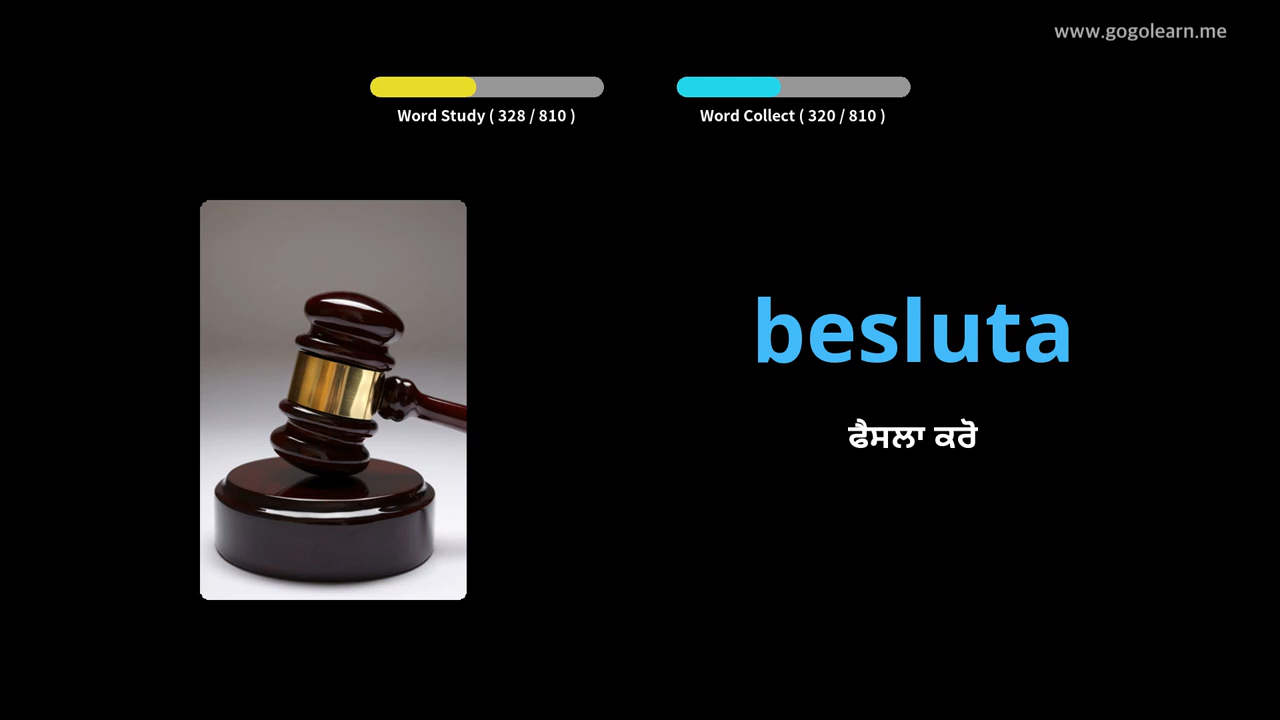 www.gogolearn.me
Word Study ( 328 / 810 )
Word Collect ( 320 / 810 )
besluta
ਫੈਸਲਾ ਕਰੋ